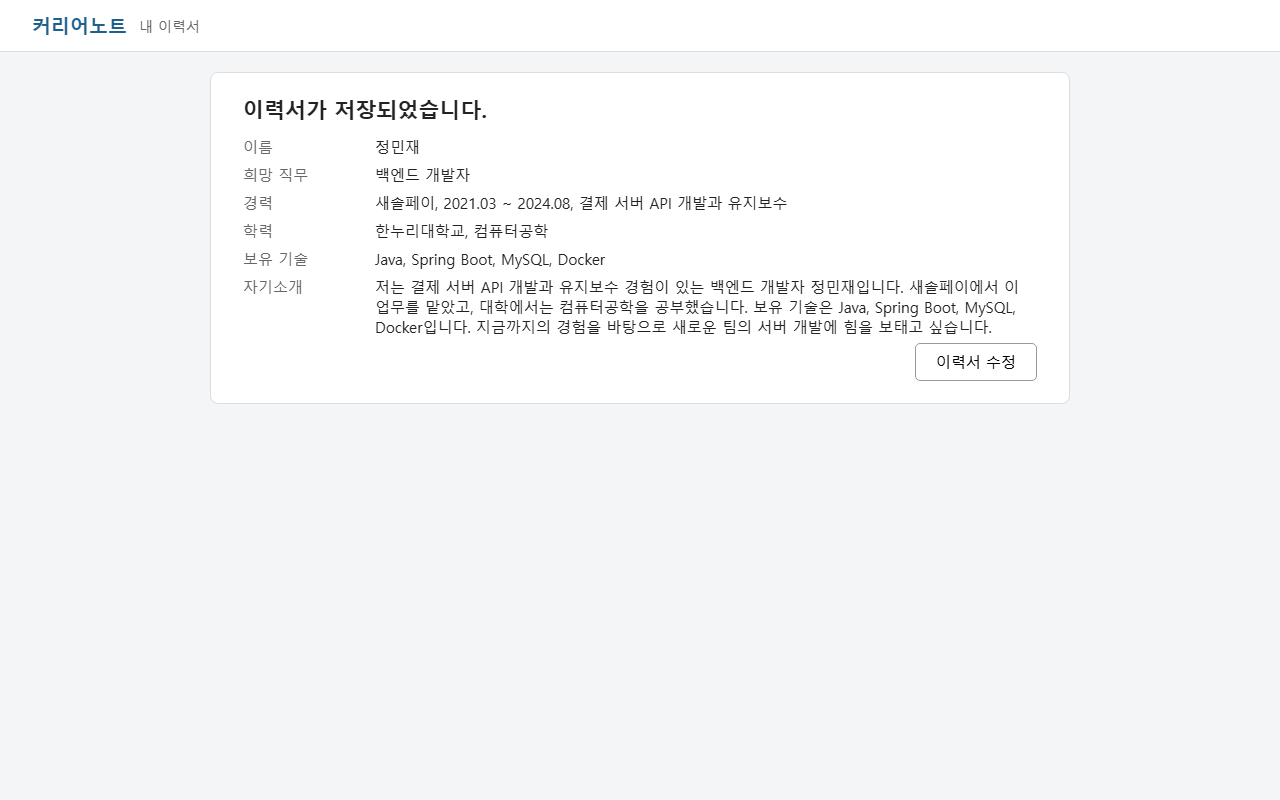 커리어노트 내 이력서
이력서가 저장되었습니다.
이름 정민재
희망 직무 백엔드 개발자
경력 새솔페이, 2021.03 ~ 2024.08, 결제 서버 API 개발과 유지보수
학력 한누리대학교, 컴퓨터공학
보유 기술 Java, Spring Boot, MySQL, Docker
자기소개 저는 결제 서버 API 개발과 유지보수 경험이 있는 백엔드 개발자 정민재입니다. 새솔페이에서 이
업무를 맡았고, 대학에서는 컴퓨터공학을 공부했습니다. 보유 기술은 Java, Spring Boot, MySQL,
Docker입니다. 지금까지의 경험을 바탕으로 새로운 팀의 서버 개발에 힘을 보태고 싶습니다.
이력서 수정